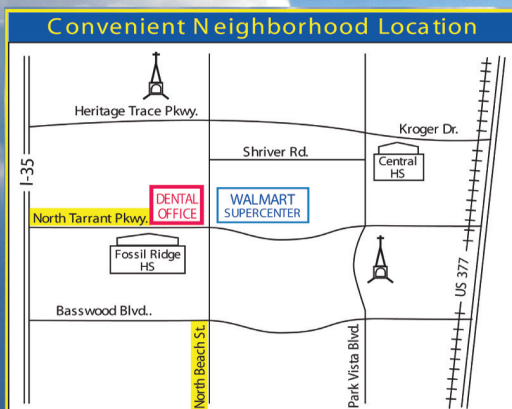 Convenient Neighborhood Location
Heritage Trace Pkwy.
Kroger Dr.
Shriver Rd.
Central
HS
I-35
DENTAL
OFFICE
WALMART
SUPERCENTER
North Tarrant Pkwy.
Fossil Ridge
HS
US 377
Basswood Blvd..
North Beach St.
Park Vista Blvd.